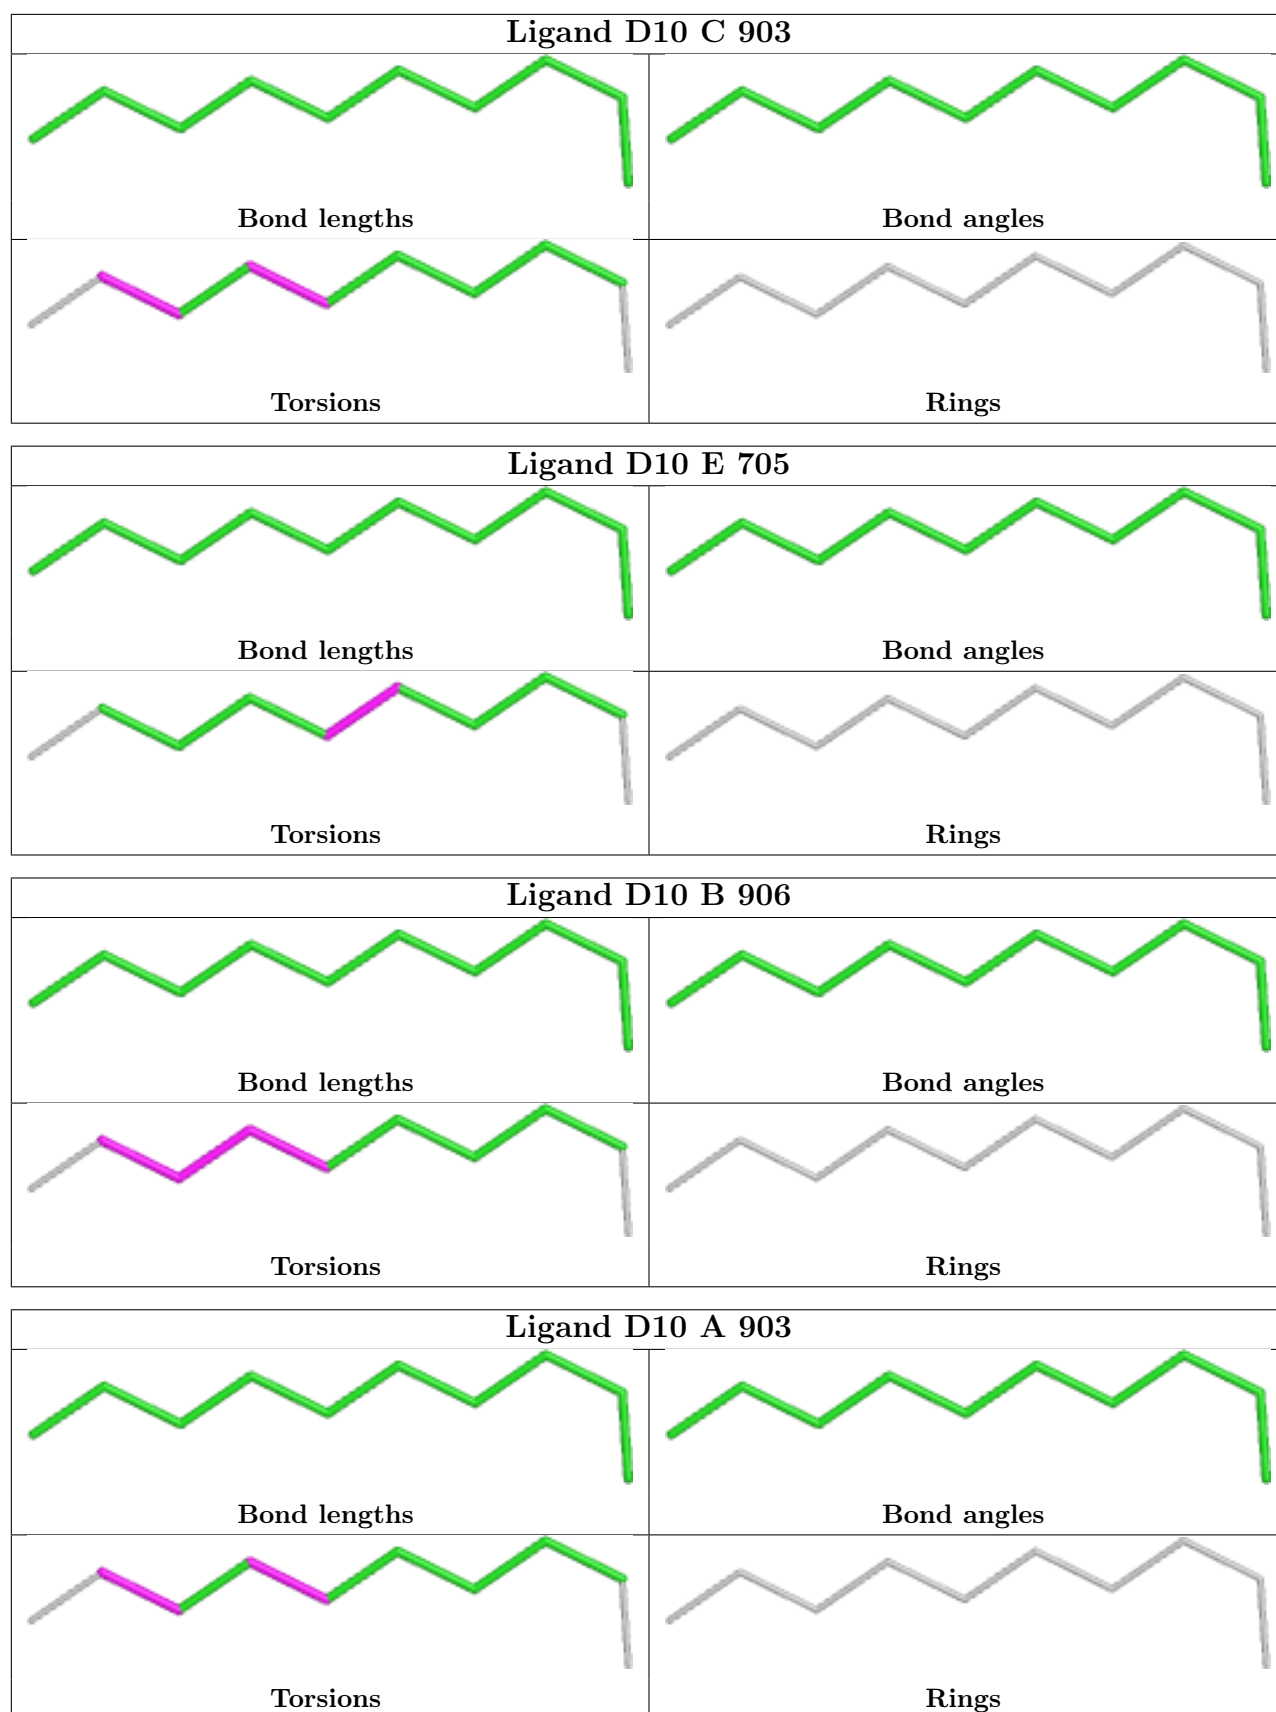 Ligand D10 C 903
Bond lengths
Bond angles
Torsions
Rings
Ligand D10 E 705
Bond lengths
Bond angles
Torsions
Rings
Ligand D10 B 906
Bond lengths
Bond angles
Torsions
Rings
Ligand D10 A 903
Bond lengths
Bond angles
Torsions
Rings